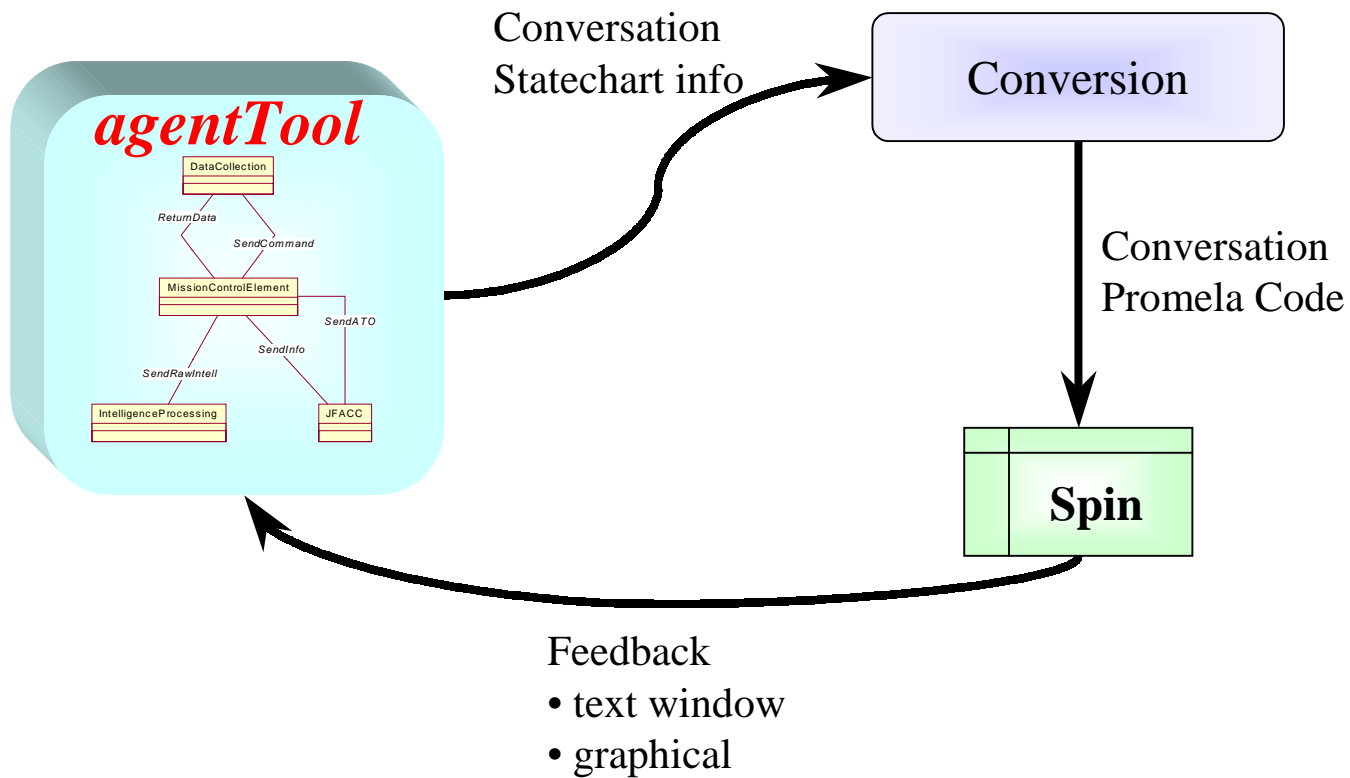 Conversation
Statechart info
Conversion
agentTool
DataCollection
ReturnData
SendCommand
MissionControlElement
SendATO
SendInfo
SendRawIntell
IntelligenceProcessing
JFACC
Conversation
Promela Code
Spin
Feedback
• text window
• graphical